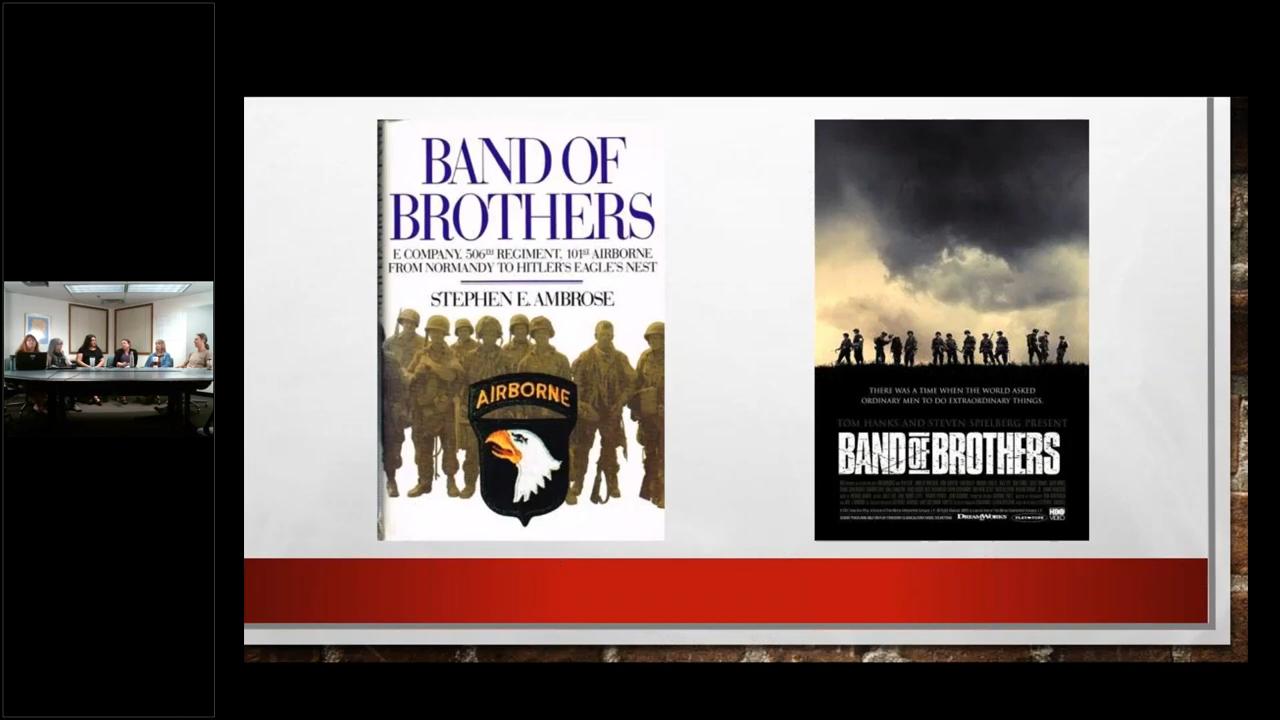 BAND OF
BROTHERS
E COMPANY, 506TH REGIMENT, 101ST AIRBORNE
FROM NORMANDY TO HITLER'S EAGLE'S NEST
STEPHEN E. AMBROSE
AIRBORNE
THERE WAS A TIME WHEN THE WORLD ASKED
ORDINARY MEN TO DO EXTRAORDINARY THINGS.
TOM HANKS AND STEVEN SPIELBERG PRESENT
BAND OF BROTHERS
DREAMWORKS
PLAYTONE
HBO
VIDEO